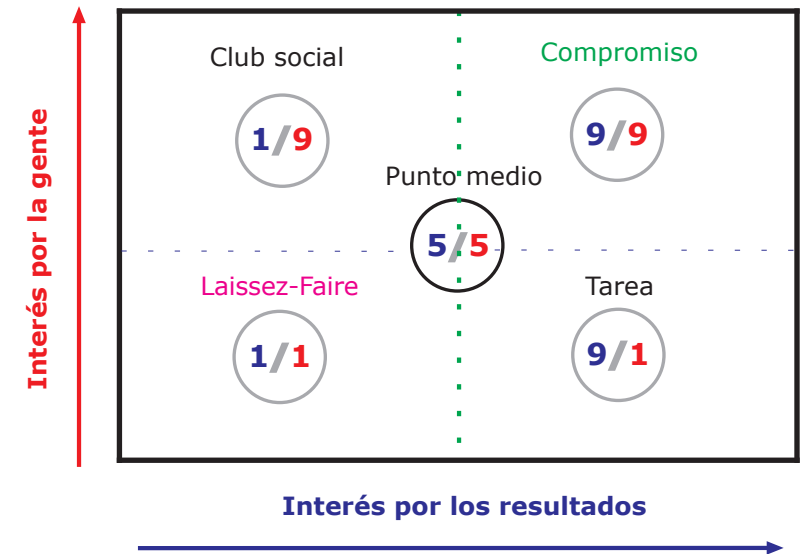 Interés por la gente
Club social
1/9
Compromiso
9/9
Punto medio
5/5
Laissez-Faire
1/1
Tarea
9/1
Interés por los resultados